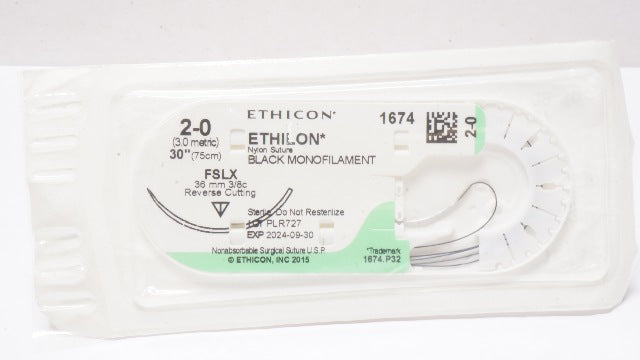 ETHICON*
2-0
(3.0 metric)
30" (75cm)
FSLX
36 mm 3/8c
Reverse Cutting
ETHILON*
Nylon Suture
BLACK MONOFILAMENT
1674
2-0
Sterile. Do Not Resterilize
LOT PLR727
EXP 2024-09-30
Nonabsorbable Surgical Suture U.S.P.
© ETHICON, INC 2015
*Trademark
1674.P32